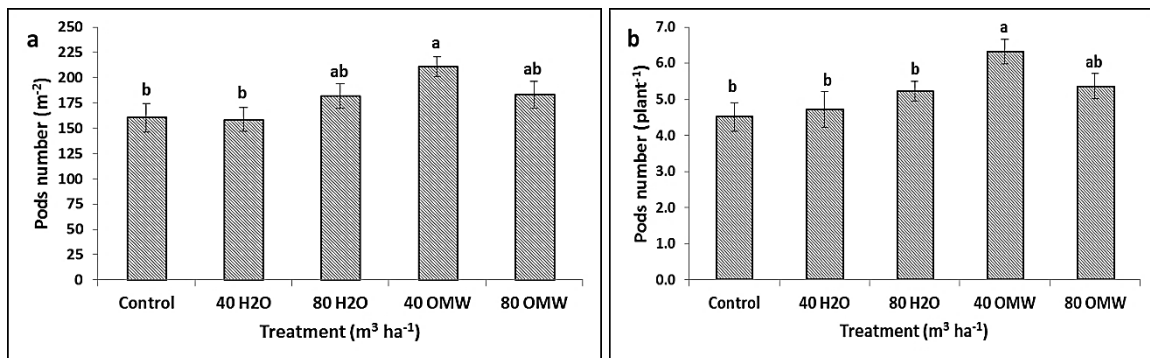 a
Pods number (m⁻²)
250
225
200
175
150
125
100
75
50
25
0
b
b
ab
a
ab
Control
40 H2O
80 H2O
40 OMW
80 OMW
Treatment (m³ ha⁻¹)
b
Pods number (plant⁻¹)
7.0
6.0
5.0
4.0
3.0
2.0
1.0
0.0
b
b
b
a
ab
Control
40 H2O
80 H2O
40 OMW
80 OMW
Treatment (m³ ha⁻¹)